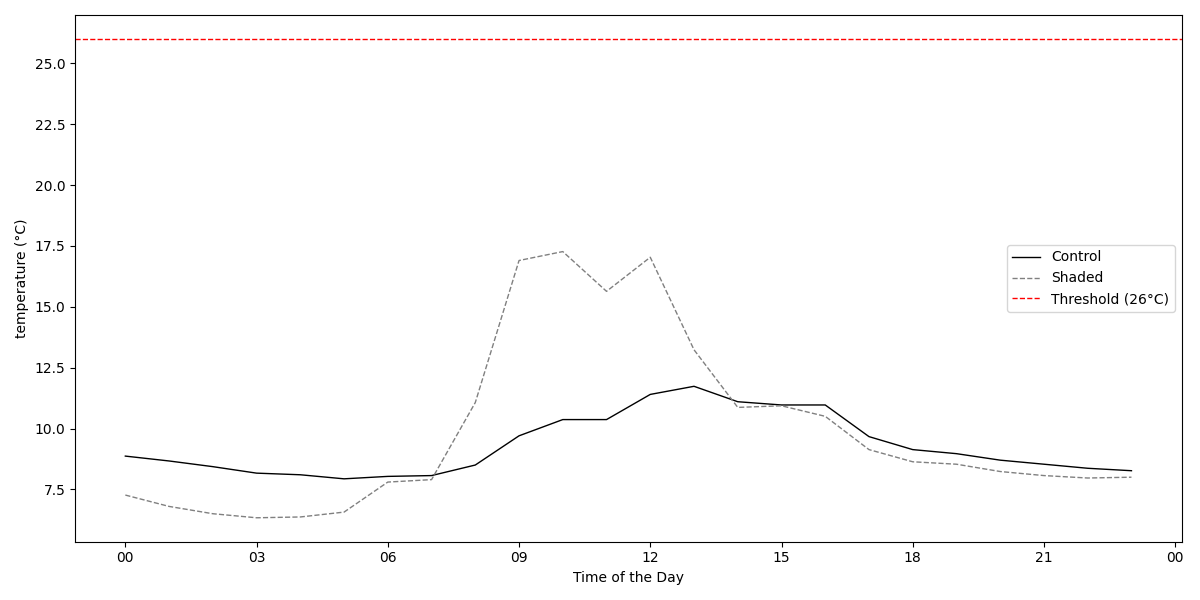 25.0
22.5
20.0
17.5
15.0
12.5
10.0
7.5
temperature (°C)
Control
Shaded
Threshold (26°C)
00 03 06 09 12 15 18 21 00
Time of the Day